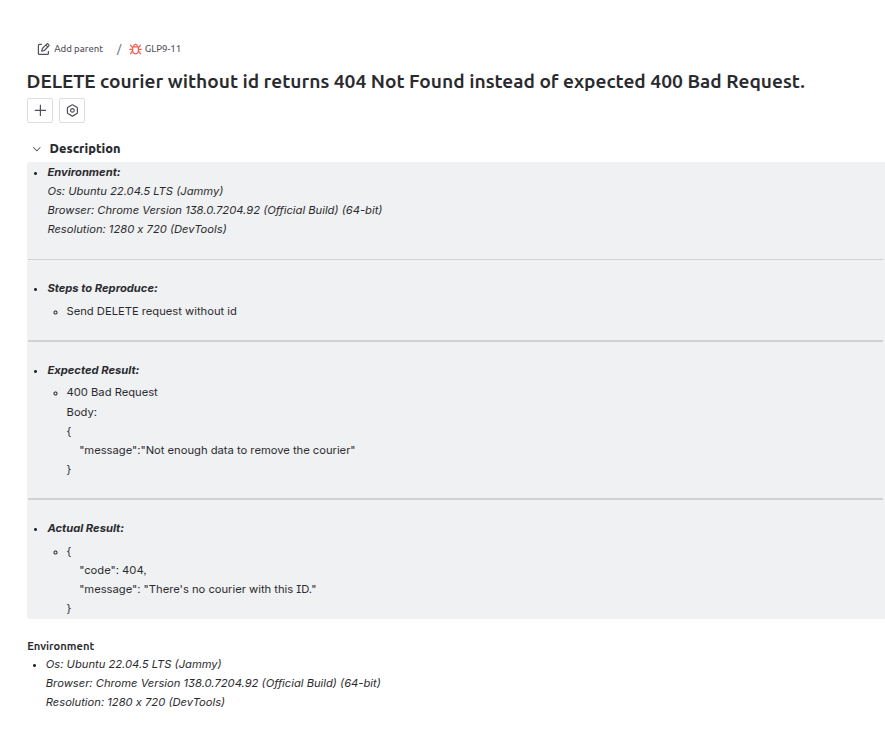 Add parent / GLP9-11
DELETE courier without id returns 404 Not Found instead of expected 400 Bad Request.
Description
Environment:
Os: Ubuntu 22.04.5 LTS (Jammy)
Browser: Chrome Version 138.0.7204.92 (Official Build) (64-bit)
Resolution: 1280 x 720 (DevTools)
Steps to Reproduce:
Send DELETE request without id
Expected Result:
400 Bad Request
Body:
{
"message":"Not enough data to remove the courier"
}
Actual Result:
{
"code": 404,
"message": "There's no courier with this ID."
}
Environment
Os: Ubuntu 22.04.5 LTS (Jammy)
Browser: Chrome Version 138.0.7204.92 (Official Build) (64-bit)
Resolution: 1280 x 720 (DevTools)